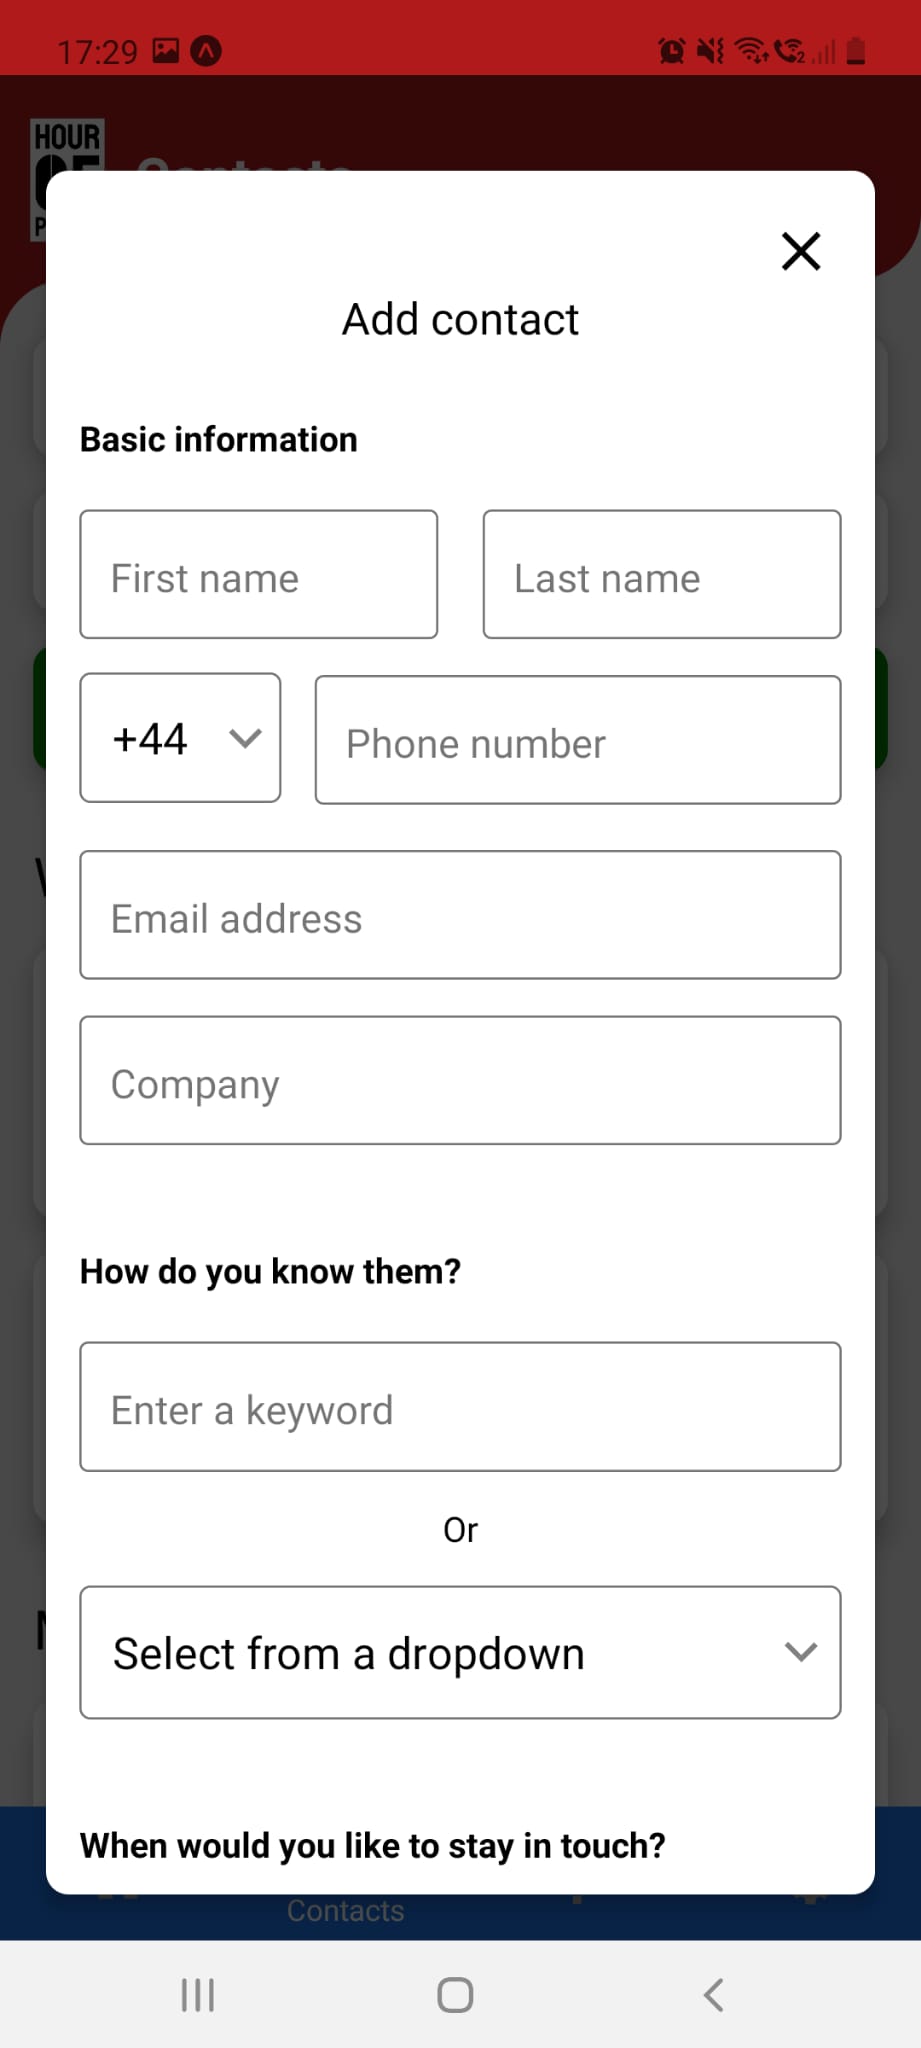 17:29
HOUR
Contacts
Add contact
Basic information
First name
Last name
+44
Phone number
Email address
Company
How do you know them?
Enter a keyword
Or
Select from a dropdown
When would you like to stay in touch?
Contacts